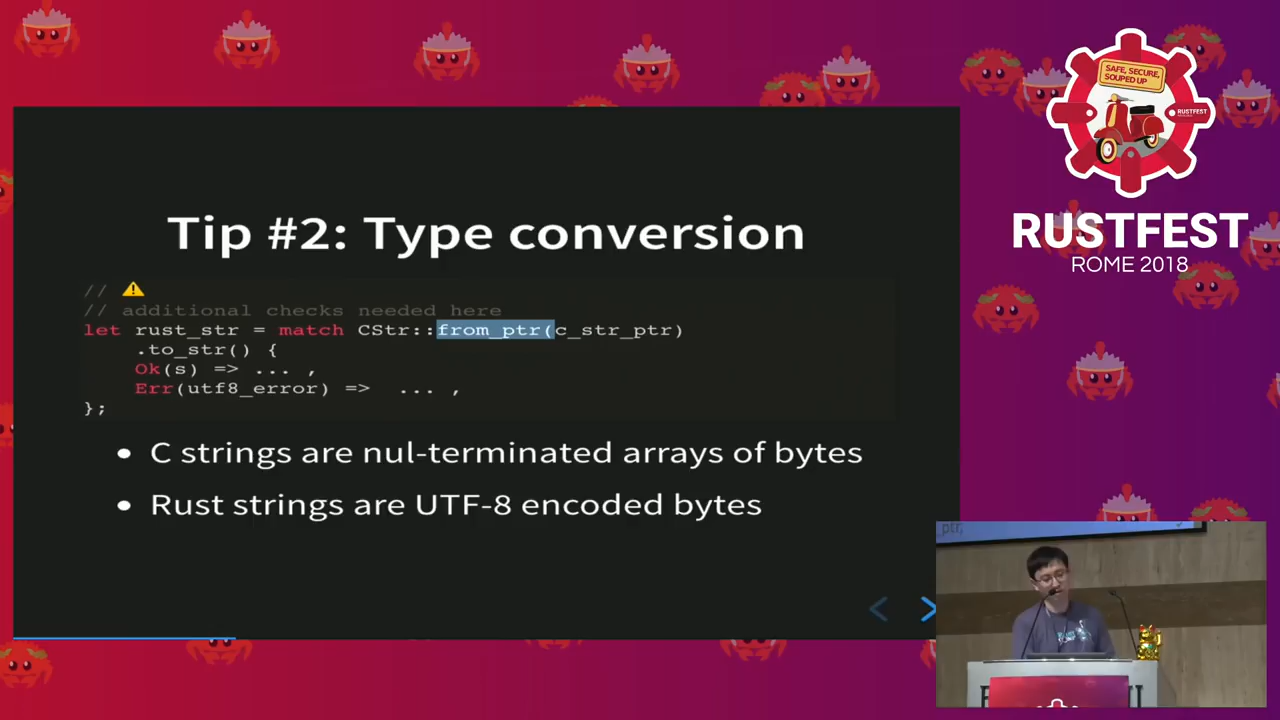 SAFE, SECURE,
SOUPED UP
RUSTFEST
RUSTFEST
ROME 2018
Tip #2: Type conversion
// ⚠
// additional checks needed here
let rust_str = match CStr::from_ptr(c_str_ptr)
.to_str() {
Ok(s) => ... ,
Err(utf8_error) => ... ,
};
• C strings are nul-terminated arrays of bytes
• Rust strings are UTF-8 encoded bytes